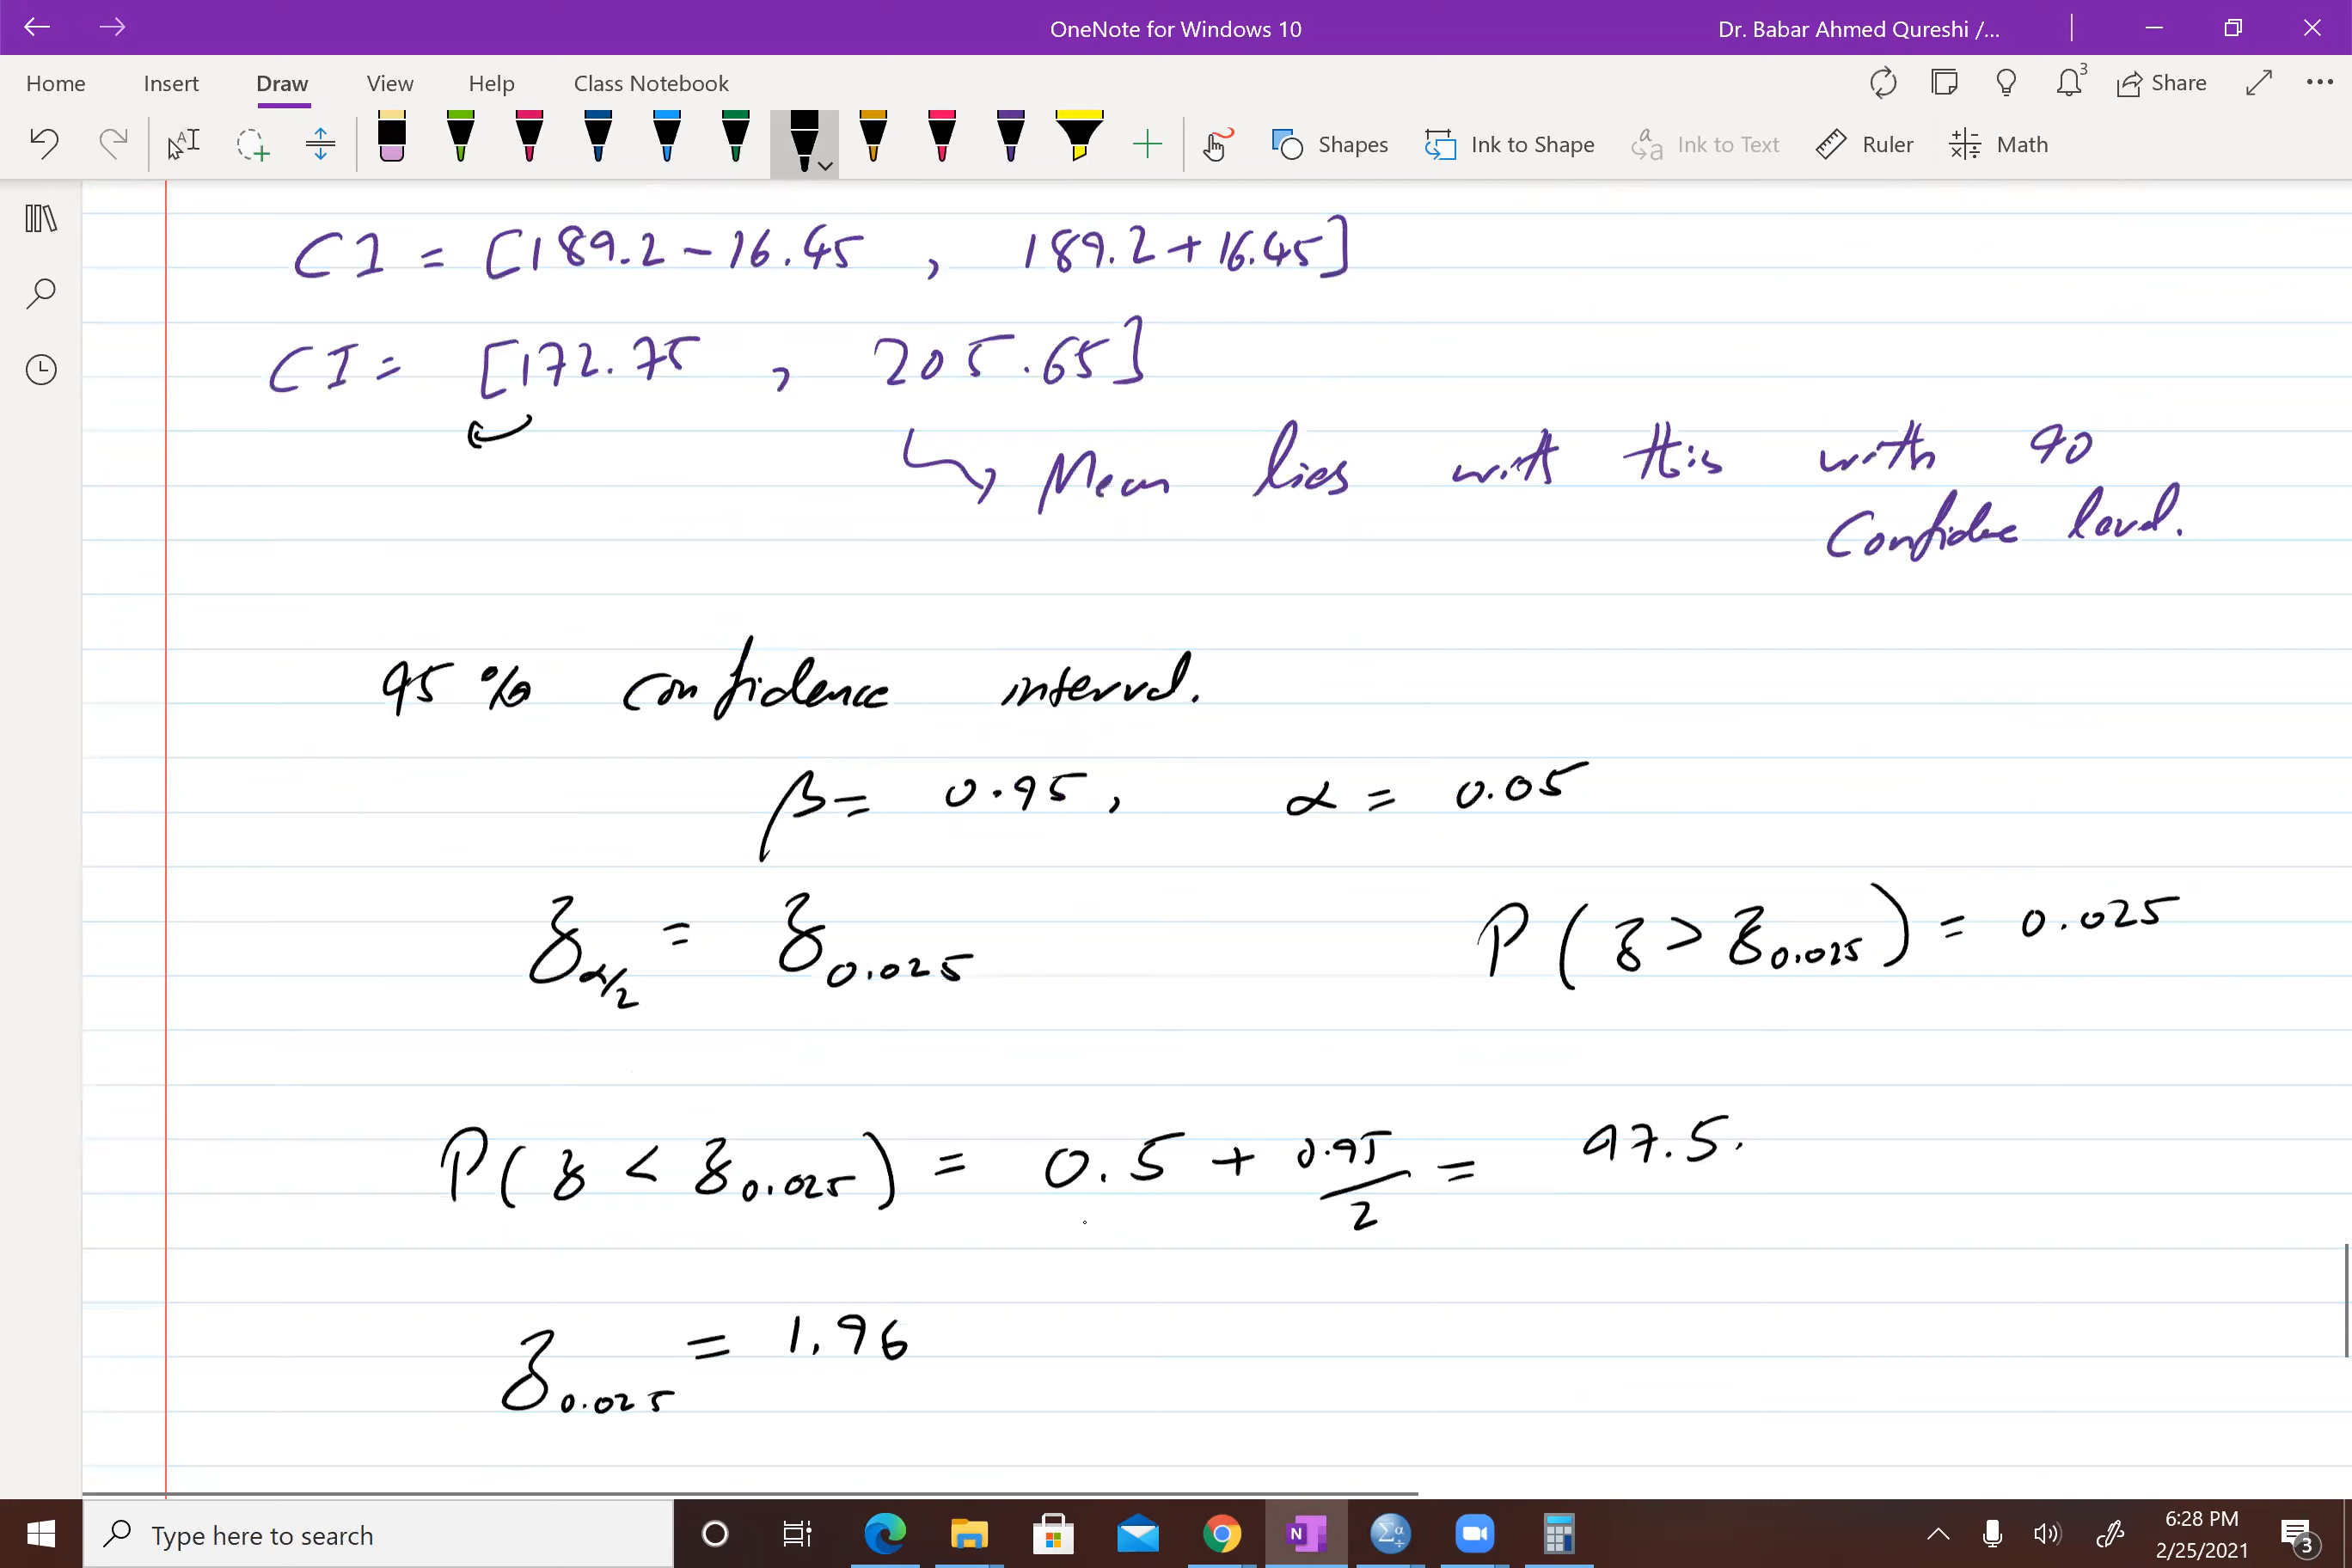 OneNote for Windows 10
Dr. Babar Ahmed Qureshi /...
Home Insert Draw View Help Class Notebook
3
Share
Shapes Ink to Shape Ink to Text Ruler Math
CI = [189.2 - 16.45 , 189.2 + 16.45]
CI = [172.75 , 205.65]
↳ Mean lies with this with 90
Confidence level.
95 % confidence interval.
β = 0.95, α = 0.05
z α/2 = z 0.025
P ( z > z 0.025 ) = 0.025
P ( z < z 0.025 ) = 0.5 + 0.95/2 = 97.5.
z 0.025 = 1.96
Type here to search
6:28 PM
2/25/2021
3